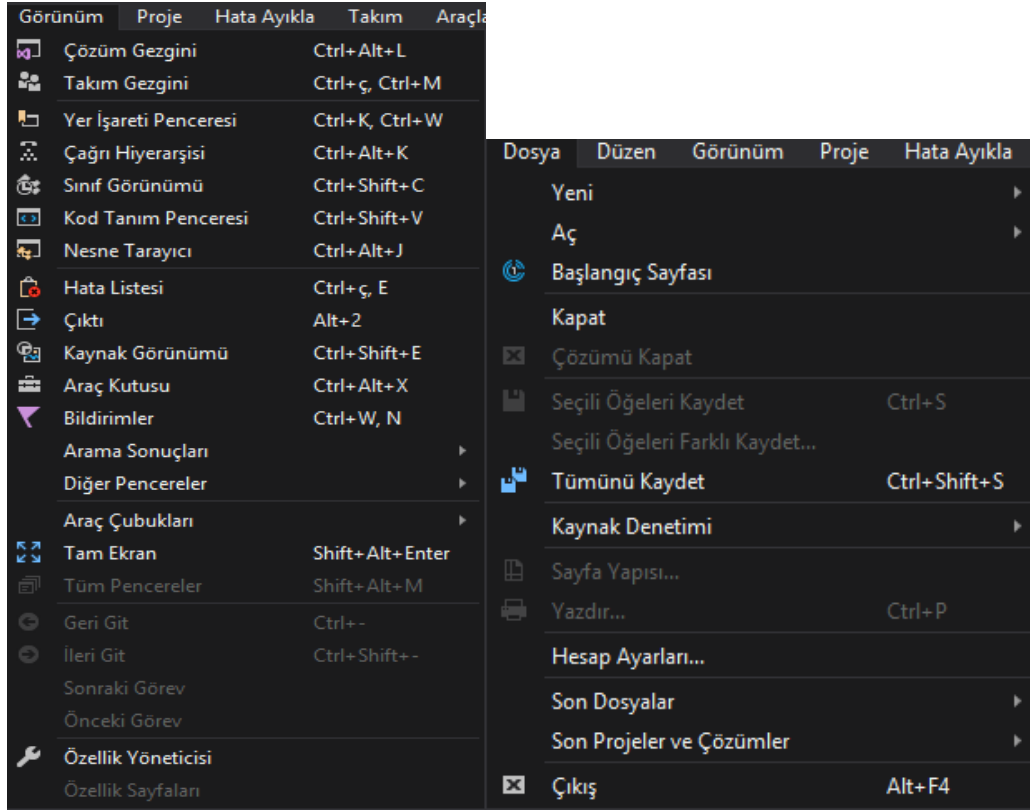 Görünüm Proje Hata Ayıkla Takım Araçla
Çözüm Gezgini Ctrl+Alt+L
Takım Gezgini Ctrl+ç, Ctrl+M
Yer İşareti Penceresi Ctrl+K, Ctrl+W
Çağrı Hiyerarşisi Ctrl+Alt+K
Sınıf Görünümü Ctrl+Shift+C
Kod Tanım Penceresi Ctrl+Shift+V
Nesne Tarayıcı Ctrl+Alt+J
Hata Listesi Ctrl+ç, E
Çıktı Alt+2
Kaynak Görünümü Ctrl+Shift+E
Araç Kutusu Ctrl+Alt+X
Bildirimler Ctrl+W, N
Arama Sonuçları
Diğer Pencereler
Araç Çubukları
Tam Ekran Shift+Alt+Enter
Tüm Pencereler Shift+Alt+M
Geri Git Ctrl+-
İleri Git Ctrl+Shift+-
Sonraki Görev
Önceki Görev
Özellik Yöneticisi
Özellik Sayfaları
Dosya Düzen Görünüm Proje Hata Ayıkla
Yeni
Aç
Başlangıç Sayfası
Kapat
Çözümü Kapat
Seçili Öğeleri Kaydet Ctrl+S
Seçili Öğeleri Farklı Kaydet...
Tümünü Kaydet Ctrl+Shift+S
Kaynak Denetimi
Sayfa Yapısı...
Yazdır... Ctrl+P
Hesap Ayarları...
Son Dosyalar
Son Projeler ve Çözümler
Çıkış Alt+F4